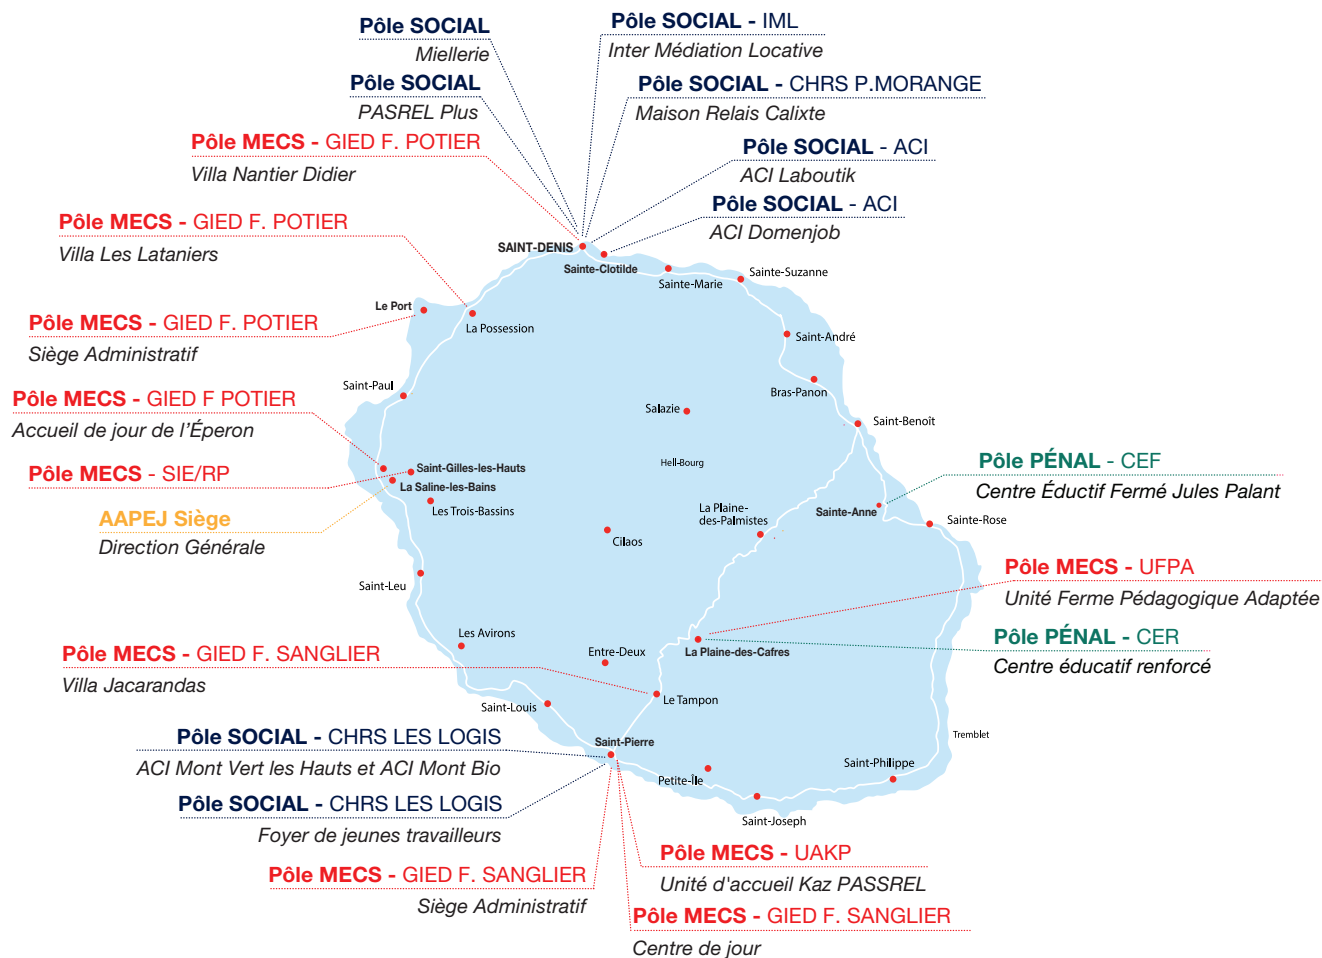 Pôle SOCIAL
Miellerie
Pôle SOCIAL - IML
Inter Médiation Locative
Pôle SOCIAL
PASREL Plus
Pôle SOCIAL - CHRS P.MORANGE
Maison Relais Calixte
Pôle MECS - GIED F. POTIER
Villa Nantier Didier
Pôle SOCIAL - ACI
ACI Laboutik
Pôle SOCIAL - ACI
ACI Domenjob
Pôle MECS - GIED F. POTIER
Villa Les Lataniers
SAINT-DENIS
Sainte-Clotilde
Sainte-Marie
Sainte-Suzanne
Le Port
La Possession
Pôle MECS - GIED F. POTIER
Siège Administratif
Saint-André
Saint-Paul
Bras-Panon
Pôle MECS - GIED F POTIER
Accueil de jour de l'Éperon
Salazie
Saint-Benoît
Hell-Bourg
Pôle MECS - SIE/RP
Saint-Gilles-les-Hauts
La Saline-les-Bains
Les Trois-Bassins
Pôle PÉNAL - CEF
Centre Éductif Fermé Jules Palant
AAPEJ Siège
Direction Générale
La Plaine-
des-Palmistes
Sainte-Anne
Sainte-Rose
Cilaos
Saint-Leu
Pôle MECS - UFPA
Unité Ferme Pédagogique Adaptée
Les Avirons
Entre-Deux
La Plaine-des-Cafres
Pôle PÉNAL - CER
Centre éducatif renforcé
Pôle MECS - GIED F. SANGLIER
Villa Jacarandas
Le Tampon
Saint-Louis
Saint-Pierre
Tremblet
Pôle SOCIAL - CHRS LES LOGIS
ACI Mont Vert les Hauts et ACI Mont Bio
Petite-Île
Saint-Philippe
Pôle SOCIAL - CHRS LES LOGIS
Foyer de jeunes travailleurs
Saint-Joseph
Pôle MECS - GIED F. SANGLIER
Siège Administratif
Pôle MECS - UAKP
Unité d'accueil Kaz PASSREL
Pôle MECS - GIED F. SANGLIER
Centre de jour